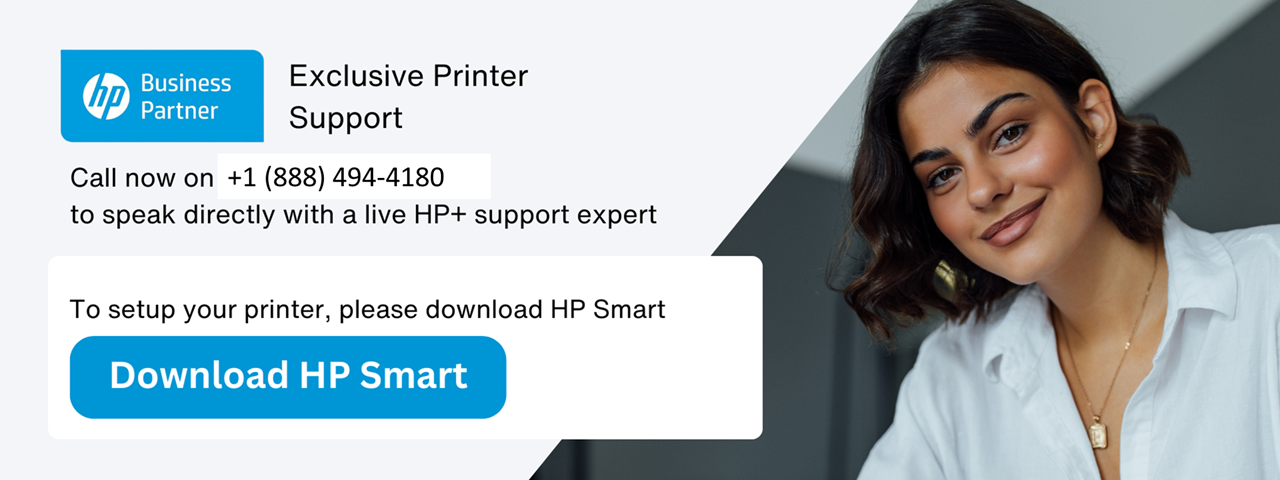 hp Business
Partner
Exclusive Printer
Support
Call now on +1 (888) 494-4180
to speak directly with a live HP+ support expert
To setup your printer, please download HP Smart
Download HP Smart